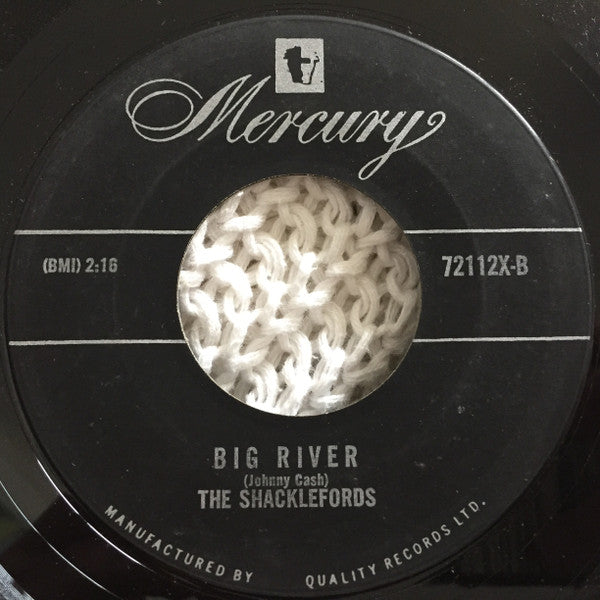 Mercury
(BMI) 2:16
72112X-B
BIG RIVER
(Johnny Cash)
THE SHACKLEFORDS
MANUFACTURED BY QUALITY RECORDS LTD.